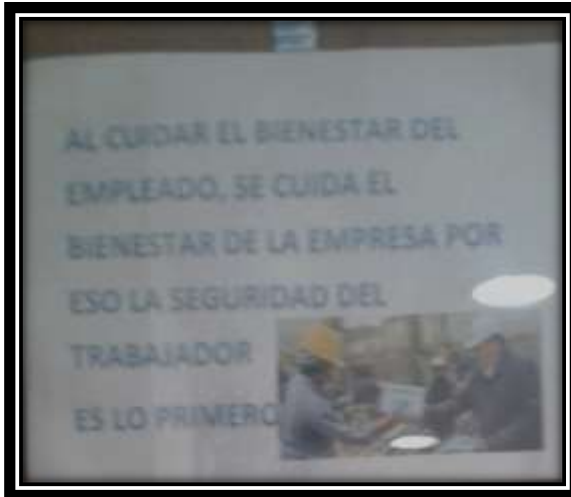 AL CUIDAR EL BIENESTAR DEL
EMPLEADO, SE CUIDA EL
BIENESTAR DE LA EMPRESA POR
ESO LA SEGURIDAD DEL
TRABAJADOR
ES LO PRIMERO